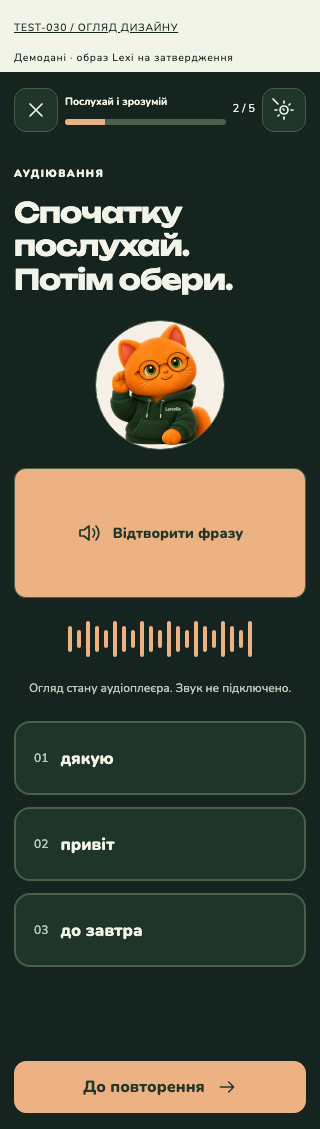 TEST-030 / ОГЛЯД ДИЗАЙНУ
Демодані · образ Lexi на затвердження
Послухай і зрозумій
2 / 5
АУДІЮВАННЯ
Спочатку
послухай.
Потім обери.
Відтворити фразу
Огляд стану аудіоплеєра. Звук не підключено.
01 дякую
02 привіт
03 до завтра
До повторення